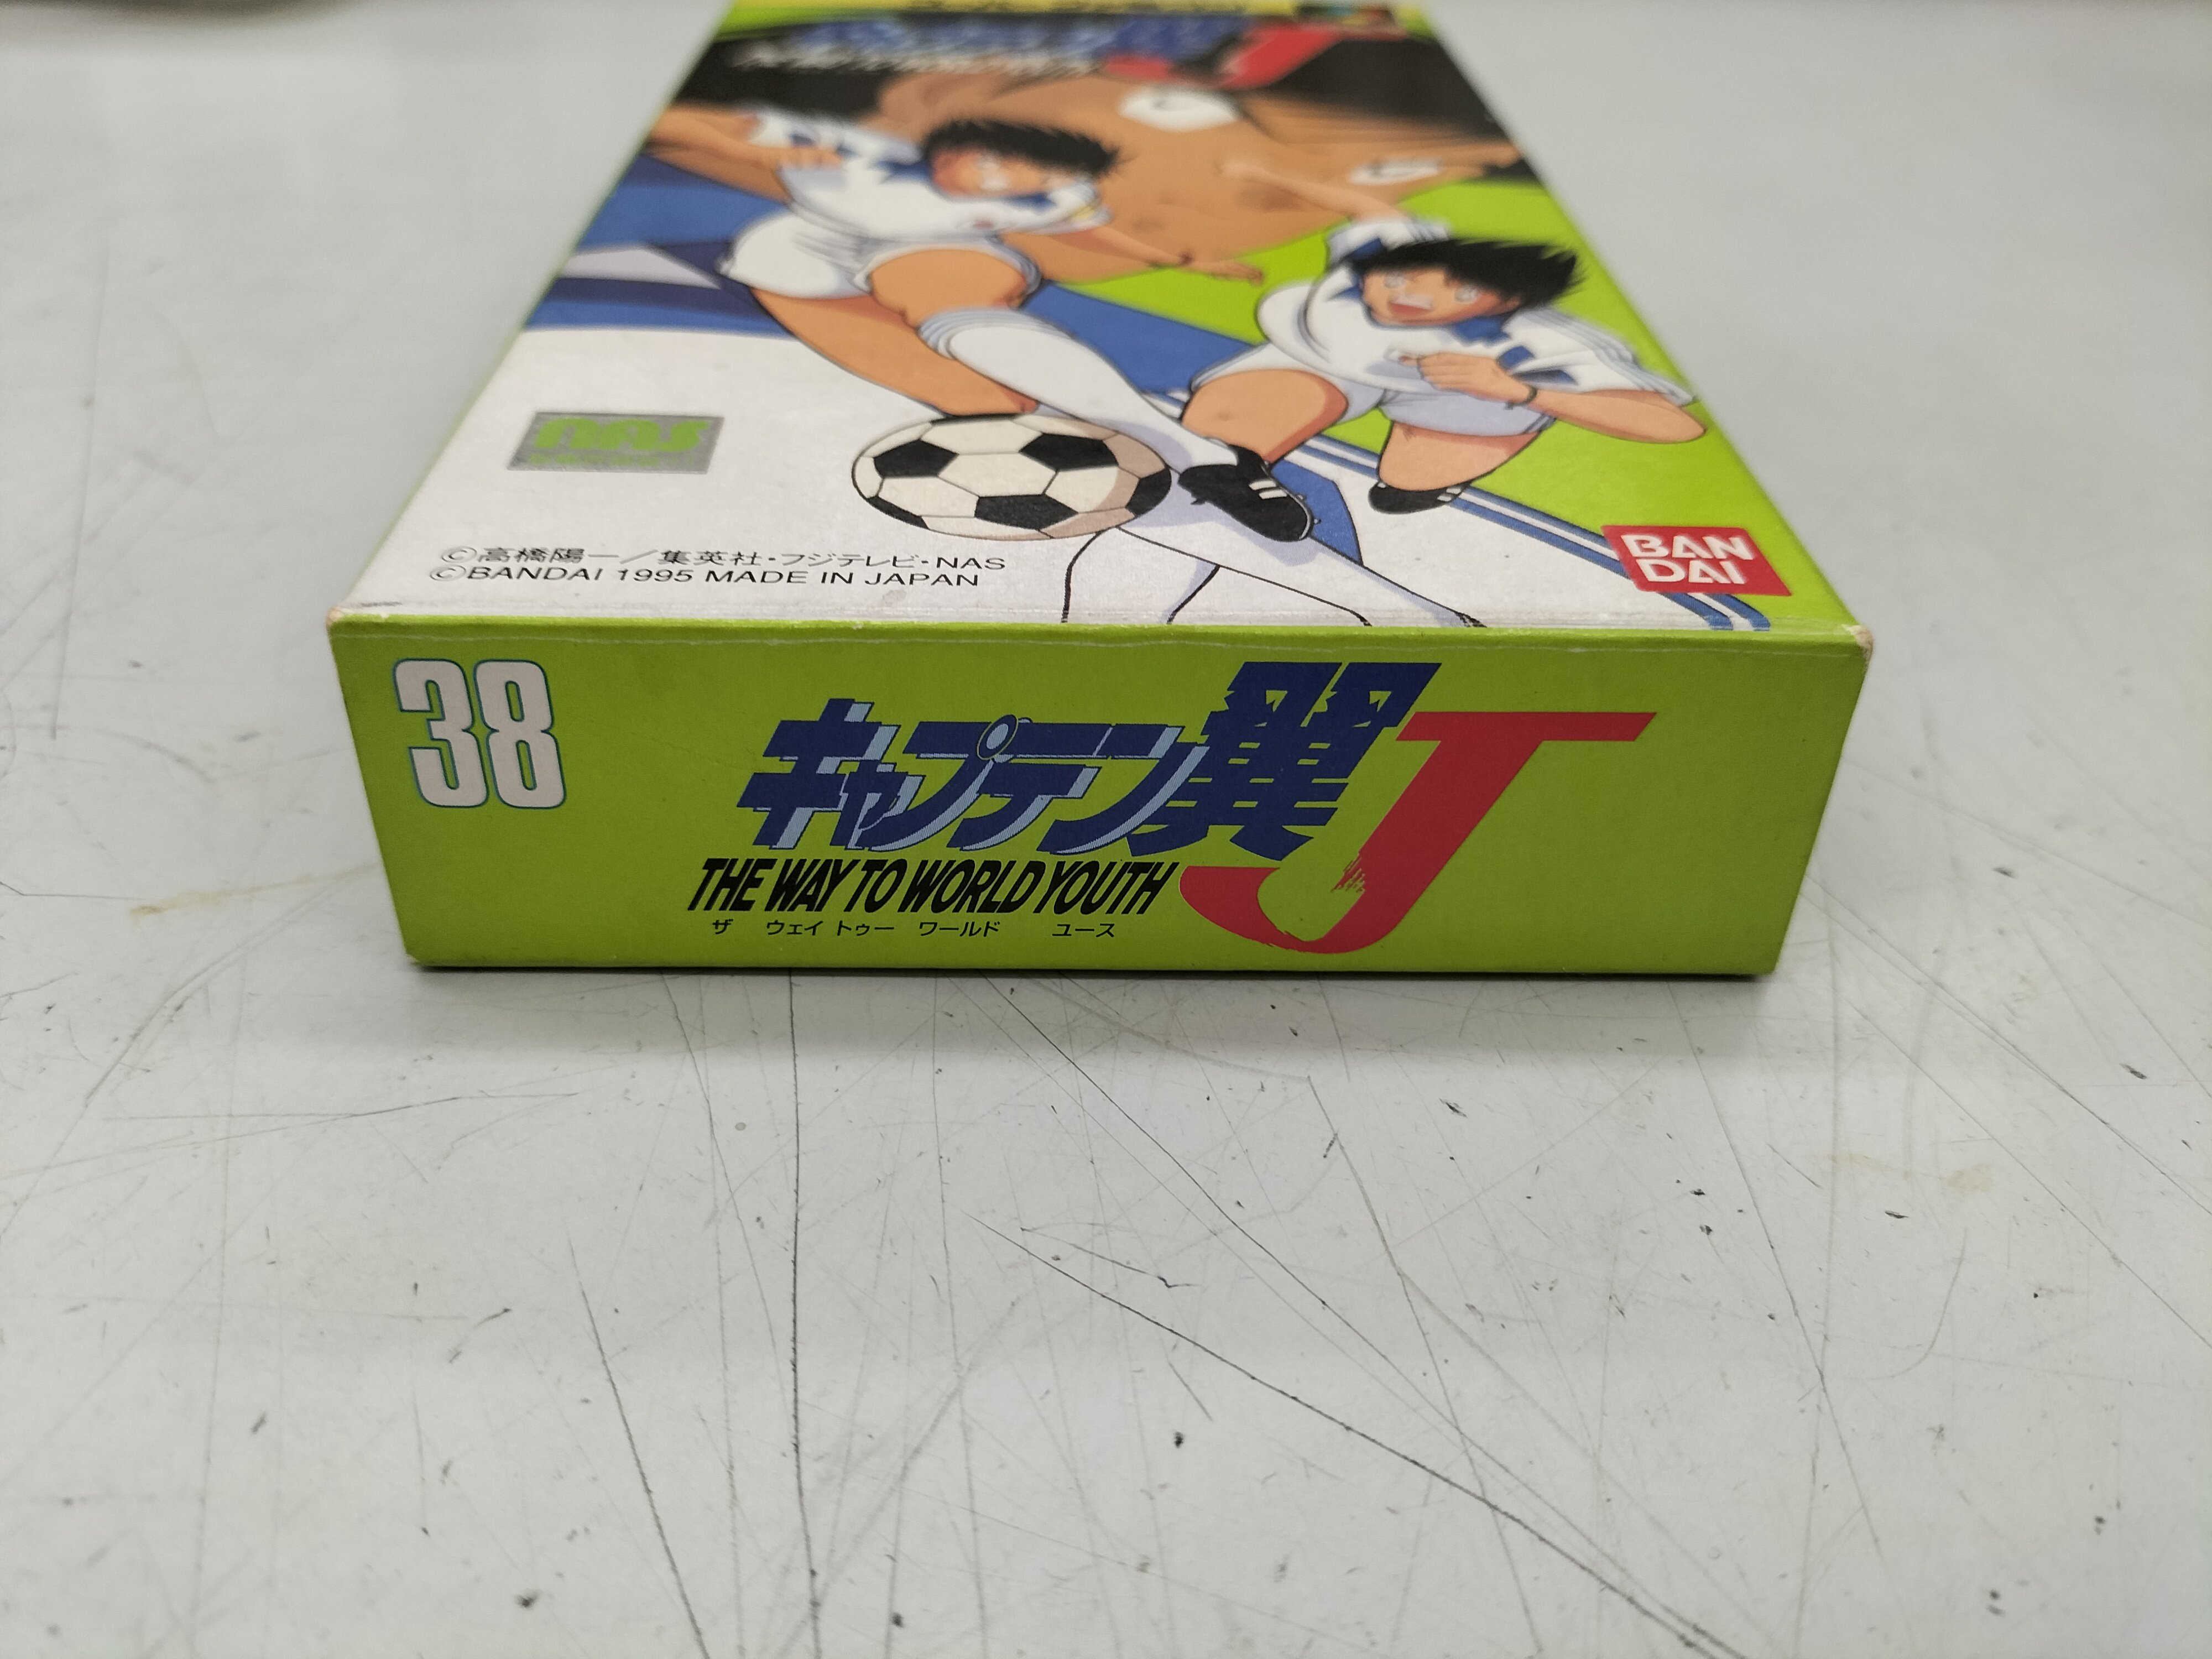 nas
©高橋陽一／集英社・フジテレビ・NAS
©BANDAI 1995 MADE IN JAPAN
BAN
DAI
38
キャプテン翼J
THE WAY TO WORLD YOUTH
ザ ウェイ トゥー ワールド ユース